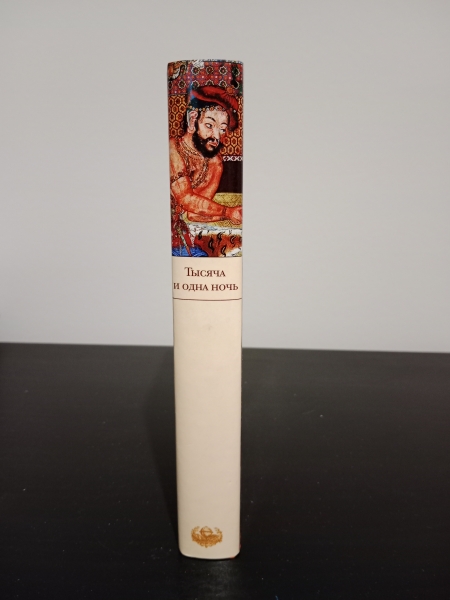 Тысяча
и одна ночь